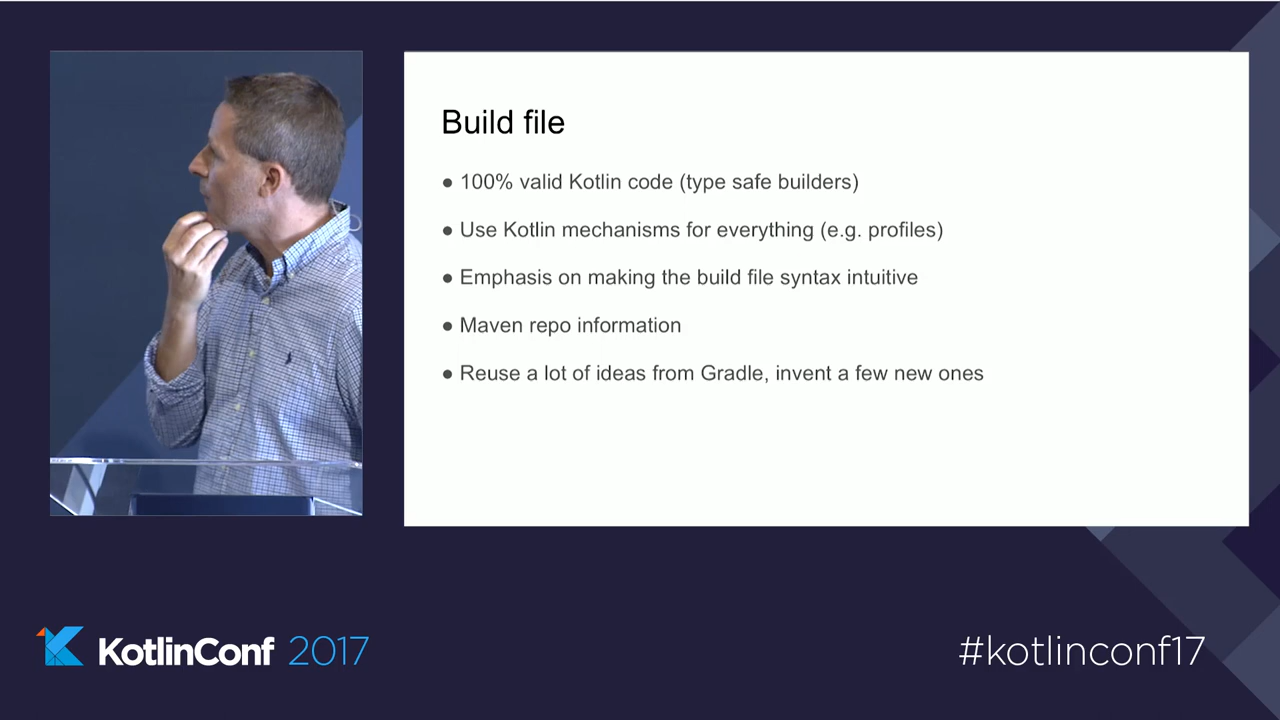 Build file
● 100% valid Kotlin code (type safe builders)
● Use Kotlin mechanisms for everything (e.g. profiles)
● Emphasis on making the build file syntax intuitive
● Maven repo information
● Reuse a lot of ideas from Gradle, invent a few new ones
KotlinConf 2017
#kotlinconf17